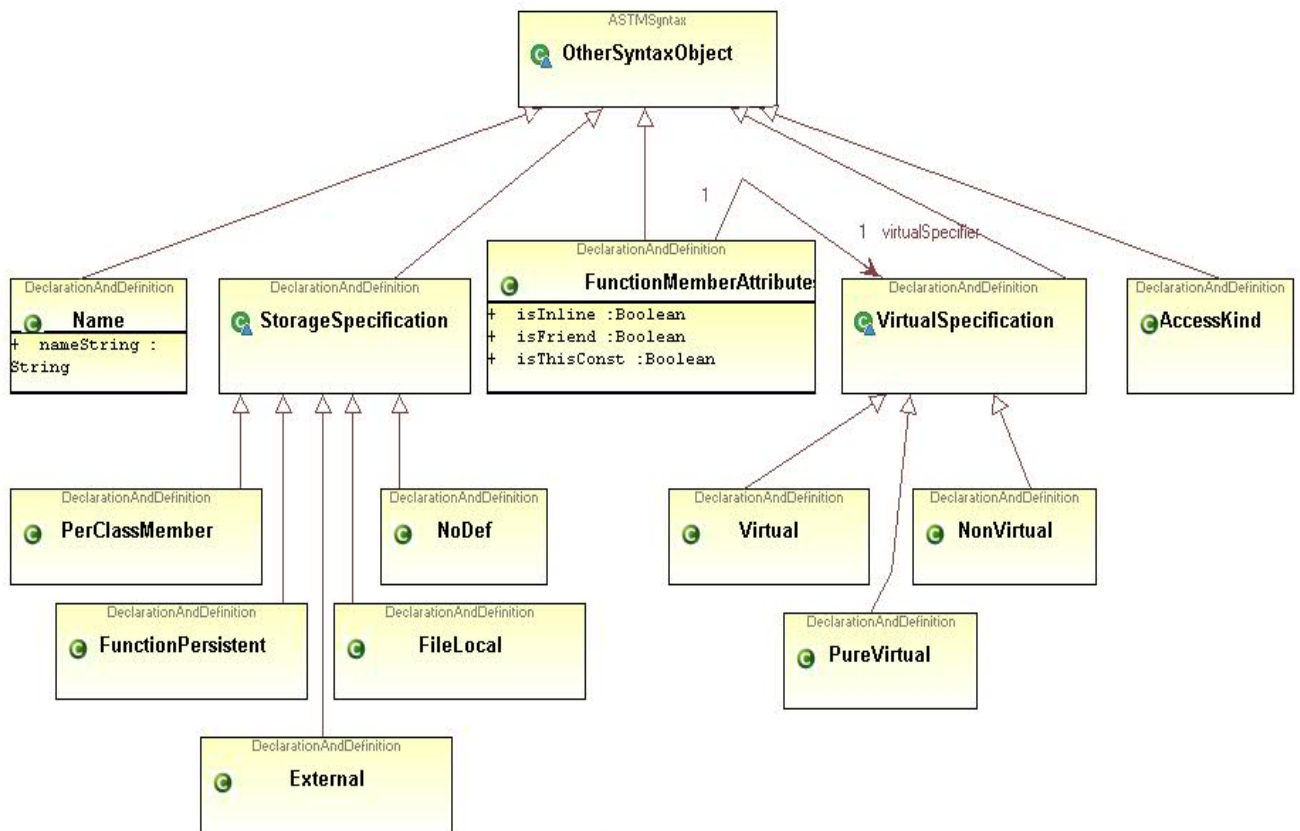 ASTMSyntax
OtherSyntaxObject
1
1 virtualSpecifier
DeclarationAndDefinition
Name
+ nameString :
String
DeclarationAndDefinition
StorageSpecification
DeclarationAndDefinition
FunctionMemberAttributes
+ isInline :Boolean
+ isFriend :Boolean
+ isThisConst :Boolean
DeclarationAndDefinition
VirtualSpecification
DeclarationAndDefinition
AccessKind
DeclarationAndDefinition
PerClassMember
DeclarationAndDefinition
NoDef
DeclarationAndDefinition
Virtual
DeclarationAndDefinition
NonVirtual
DeclarationAndDefinition
FunctionPersistent
DeclarationAndDefinition
FileLocal
DeclarationAndDefinition
PureVirtual
DeclarationAndDefinition
External